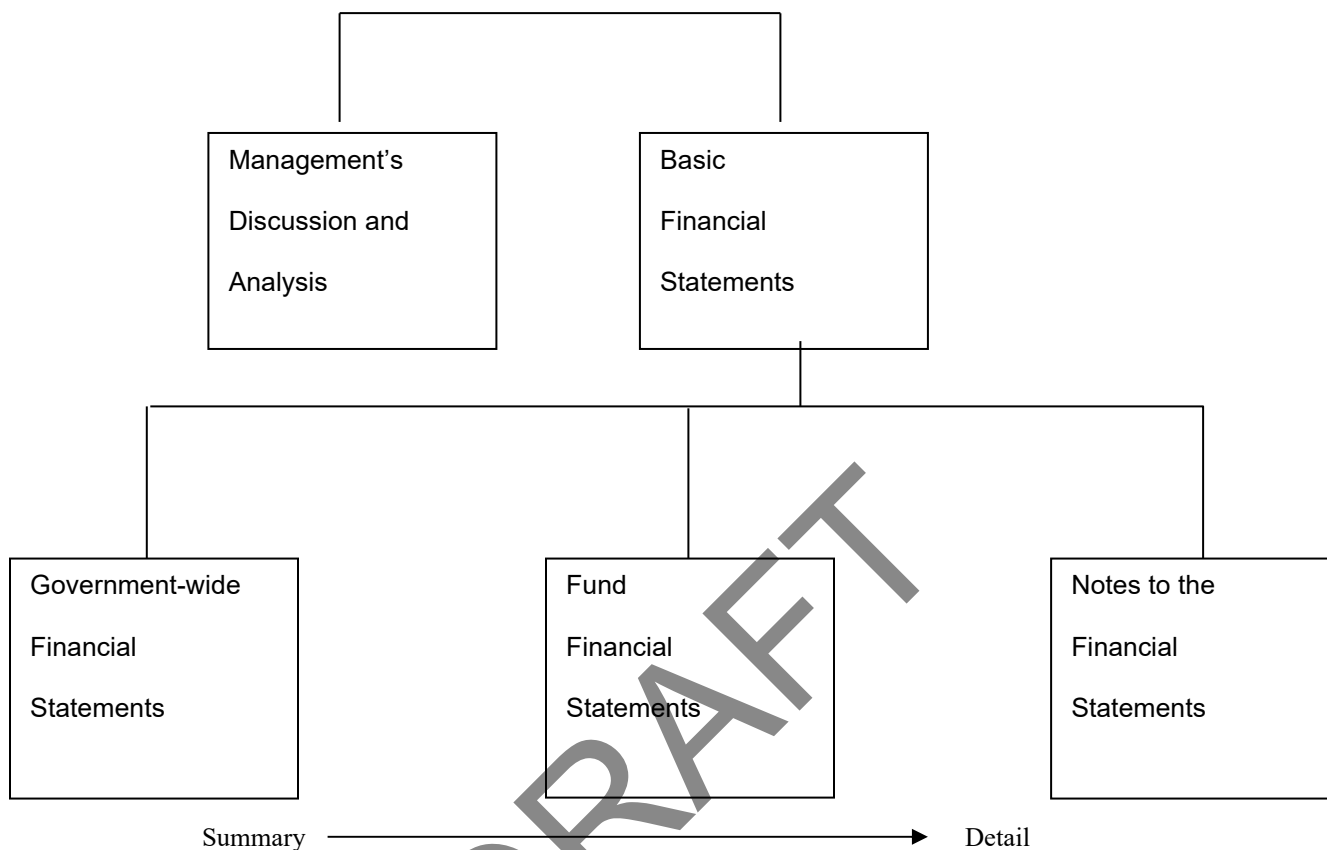 Management’s
Discussion and
Analysis
Basic
Financial
Statements
Government-wide
Financial
Statements
Fund
Financial
Statements
Notes to the
Financial
Statements
Summary
Detail
DRAFT